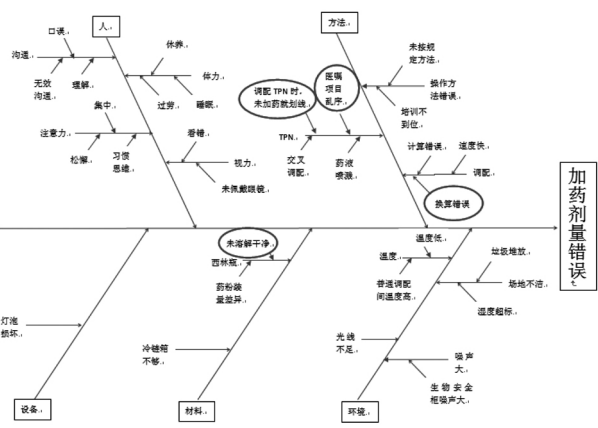 人
方法
口误
休养
未按规
定方法
沟通
无效
沟通
理解
体力
过劳
睡眠
操作方
法错误
培训不
到位
调配 TPN 时，
未加药就划线
医嘱
项目
乱序
集中
注意力
松懈
习惯
思维
看错
视力
未佩戴眼镜
TPN
交叉
调配
药液
喷溅
计算错误
速度快
调配
换算错误
加药剂量错误
未溶解干净
西林瓶
药粉装
量差异
温度低
温度
普通调配
间温度高
垃圾堆放
场地不洁
湿度超标
灯泡
损坏
冷链箱
不够
光线
不足
噪声
大
生物安全
柜噪声大
设备
材料
环境